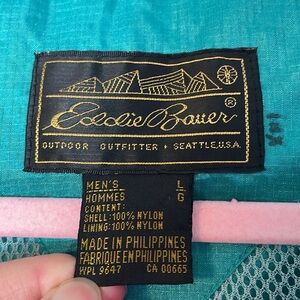 Eddie Bauer®
OUTDOOR OUTFITTER • SEATTLE,U.S.A.
MEN'S L
HOMMES G
CONTENT:
SHELL: 100% NYLON
LINING: 100% NYLON
MADE IN PHILIPPINES
FABRIQUE EN PHILIPPINES
WPL 9647 CA 00665